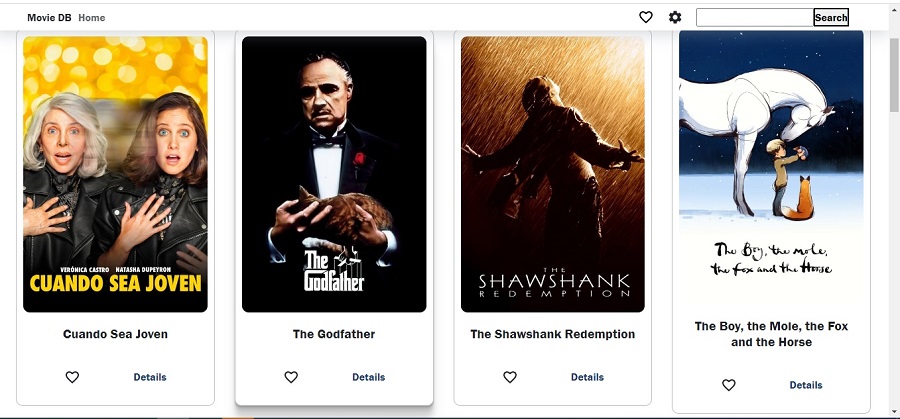 Movie DB Home Search
VERÓNICA CASTRO NATASHA DUPEYRON
CUANDO SEA JOVEN
The
Godfather
THE
SHAWSHANK
REDEMPTION
The Boy, the mole,
the fox and the Horse
Cuando Sea Joven
Details
The Godfather
Details
The Shawshank Redemption
Details
The Boy, the Mole, the Fox
and the Horse
Details